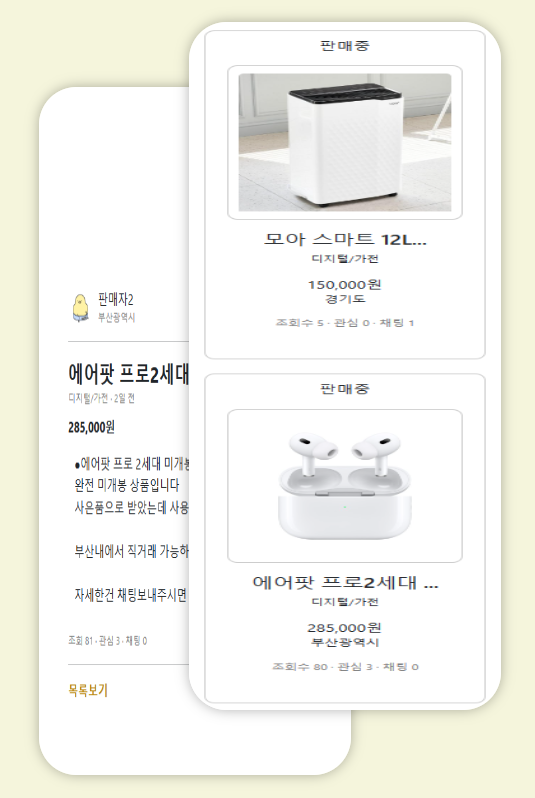 판매중
모아 스마트 12L...
디지털/가전
150,000원
경기도
조회수 5 · 관심 0 · 채팅 1
판매중
에어팟 프로2세대 ...
디지털/가전
285,000원
부산광역시
조회수 80 · 관심 3 · 채팅 0
판매자2
부산광역시
에어팟 프로2세대
디지털/가전 · 2일 전
285,000원
●에어팟 프로 2세대 미개봉
완전 미개봉 상품입니다
사은품으로 받았는데 사용
부산내에서 직거래 가능하
자세한건 채팅보내주시면
조회 81 · 관심 3 · 채팅 0
목록보기